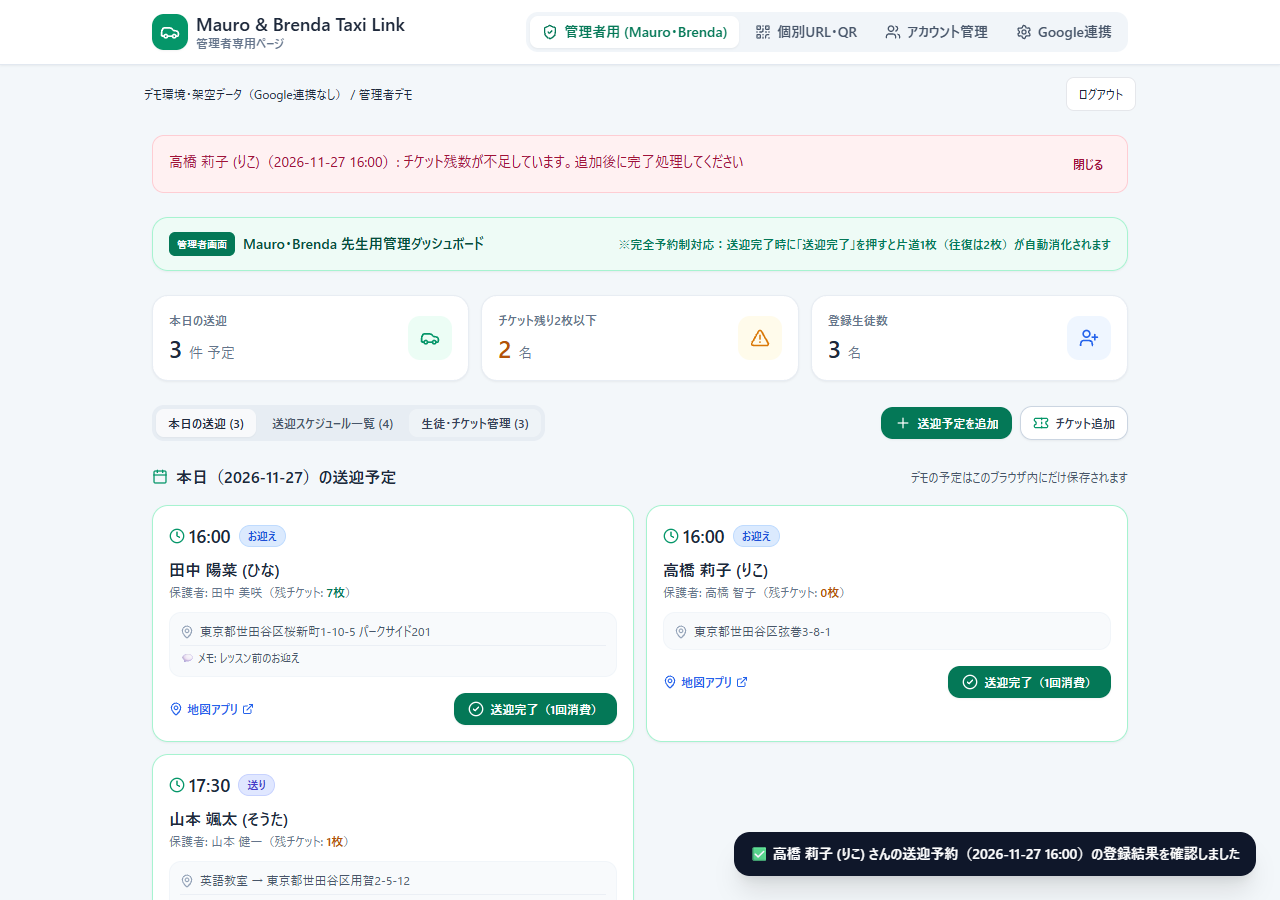 Mauro & Brenda Taxi Link
管理者専用ページ
管理者用 (Mauro・Brenda)
個別URL・QR
アカウント管理
Google連携
デモ環境・架空データ（Google連携なし） / 管理者デモ
ログアウト
高橋 莉子 (りこ)（2026-11-27 16:00）: チケット残数が不足しています。追加後に完了処理してください
閉じる
管理者画面
Mauro・Brenda 先生用管理ダッシュボード
※完全予約制対応：送迎完了時に「送迎完了」を押すと片道1枚（往復は2枚）が自動消化されます
本日の送迎
3 件 予定
チケット残り2枚以下
2 名
登録生徒数
3 名
本日の送迎 (3)
送迎スケジュール一覧 (4)
生徒・チケット管理 (3)
送迎予定を追加
チケット追加
本日（2026-11-27）の送迎予定
デモの予定はこのブラウザ内にだけ保存されます
16:00 お迎え
田中 陽菜 (ひな)
保護者: 田中 美咲（残チケット: 7枚）
東京都世田谷区桜新町1-10-5 パークサイド201
メモ: レッスン前のお迎え
地図アプリ
送迎完了（1回消費）
16:00 お迎え
高橋 莉子 (りこ)
保護者: 高橋 智子（残チケット: 0枚）
東京都世田谷区弦巻3-8-1
地図アプリ
送迎完了（1回消費）
17:30 送り
山本 颯太 (そうた)
保護者: 山本 健一（残チケット: 1枚）
英語教室 → 東京都世田谷区用賀2-5-12
高橋 莉子 (りこ) さんの送迎予約（2026-11-27 16:00）の登録結果を確認しました